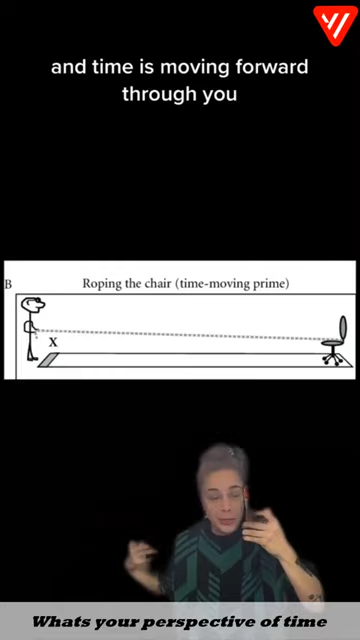 and time is moving forward
through you
B
Roping the chair (time-moving prime)
X
Whats your perspective of time